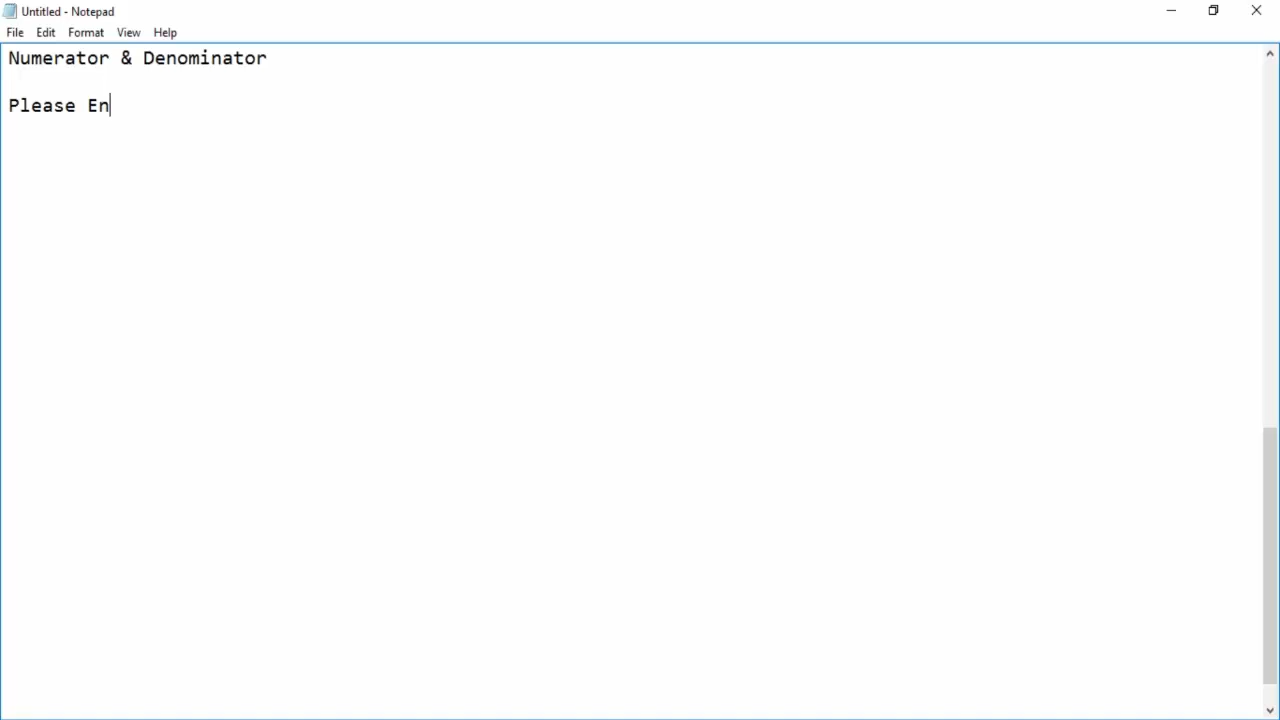 Untitled - Notepad
File Edit Format View Help
Numerator & Denominator
Please En